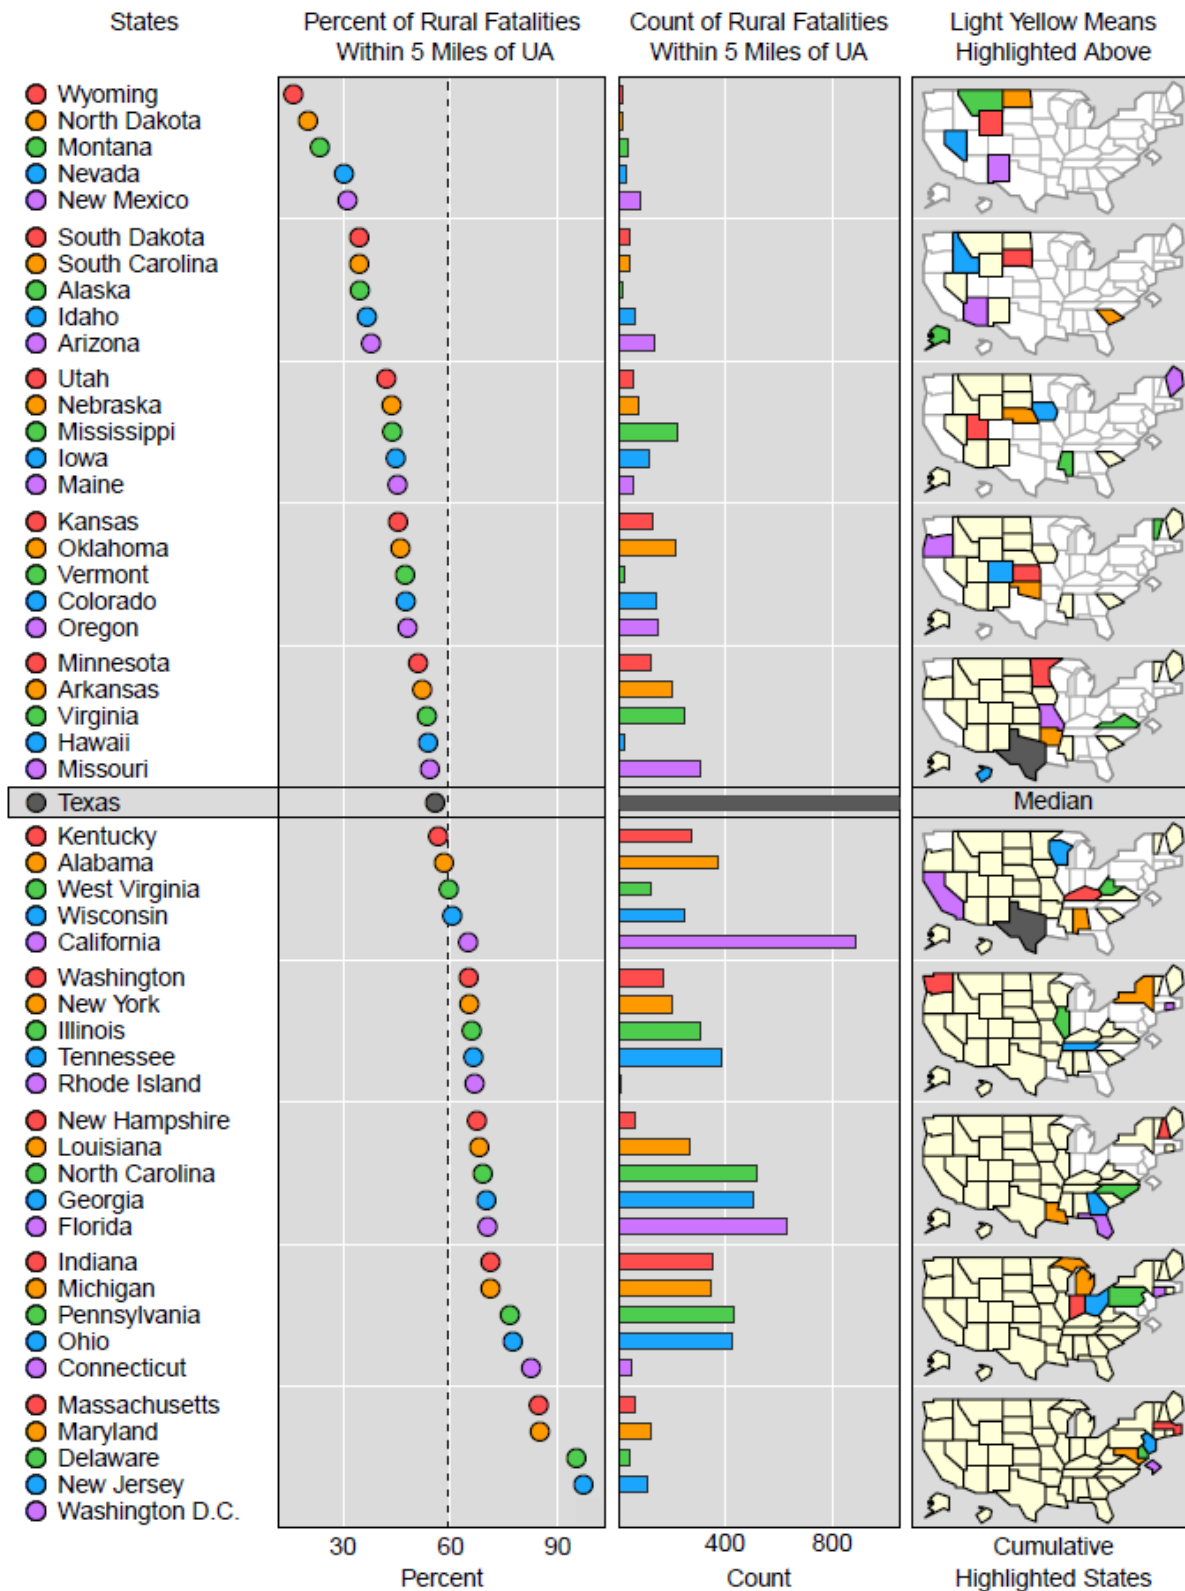 States
Percent of Rural Fatalities
Within 5 Miles of UA
Count of Rural Fatalities
Within 5 Miles of UA
Light Yellow Means
Highlighted Above
Wyoming
North Dakota
Montana
Nevada
New Mexico
South Dakota
South Carolina
Alaska
Idaho
Arizona
Utah
Nebraska
Mississippi
Iowa
Maine
Kansas
Oklahoma
Vermont
Colorado
Oregon
Minnesota
Arkansas
Virginia
Hawaii
Missouri
Texas
Median
Kentucky
Alabama
West Virginia
Wisconsin
California
Washington
New York
Illinois
Tennessee
Rhode Island
New Hampshire
Louisiana
North Carolina
Georgia
Florida
Indiana
Michigan
Pennsylvania
Ohio
Connecticut
Massachusetts
Maryland
Delaware
New Jersey
Washington D.C.
30 60 90
Percent
400 800
Count
Cumulative
Highlighted States